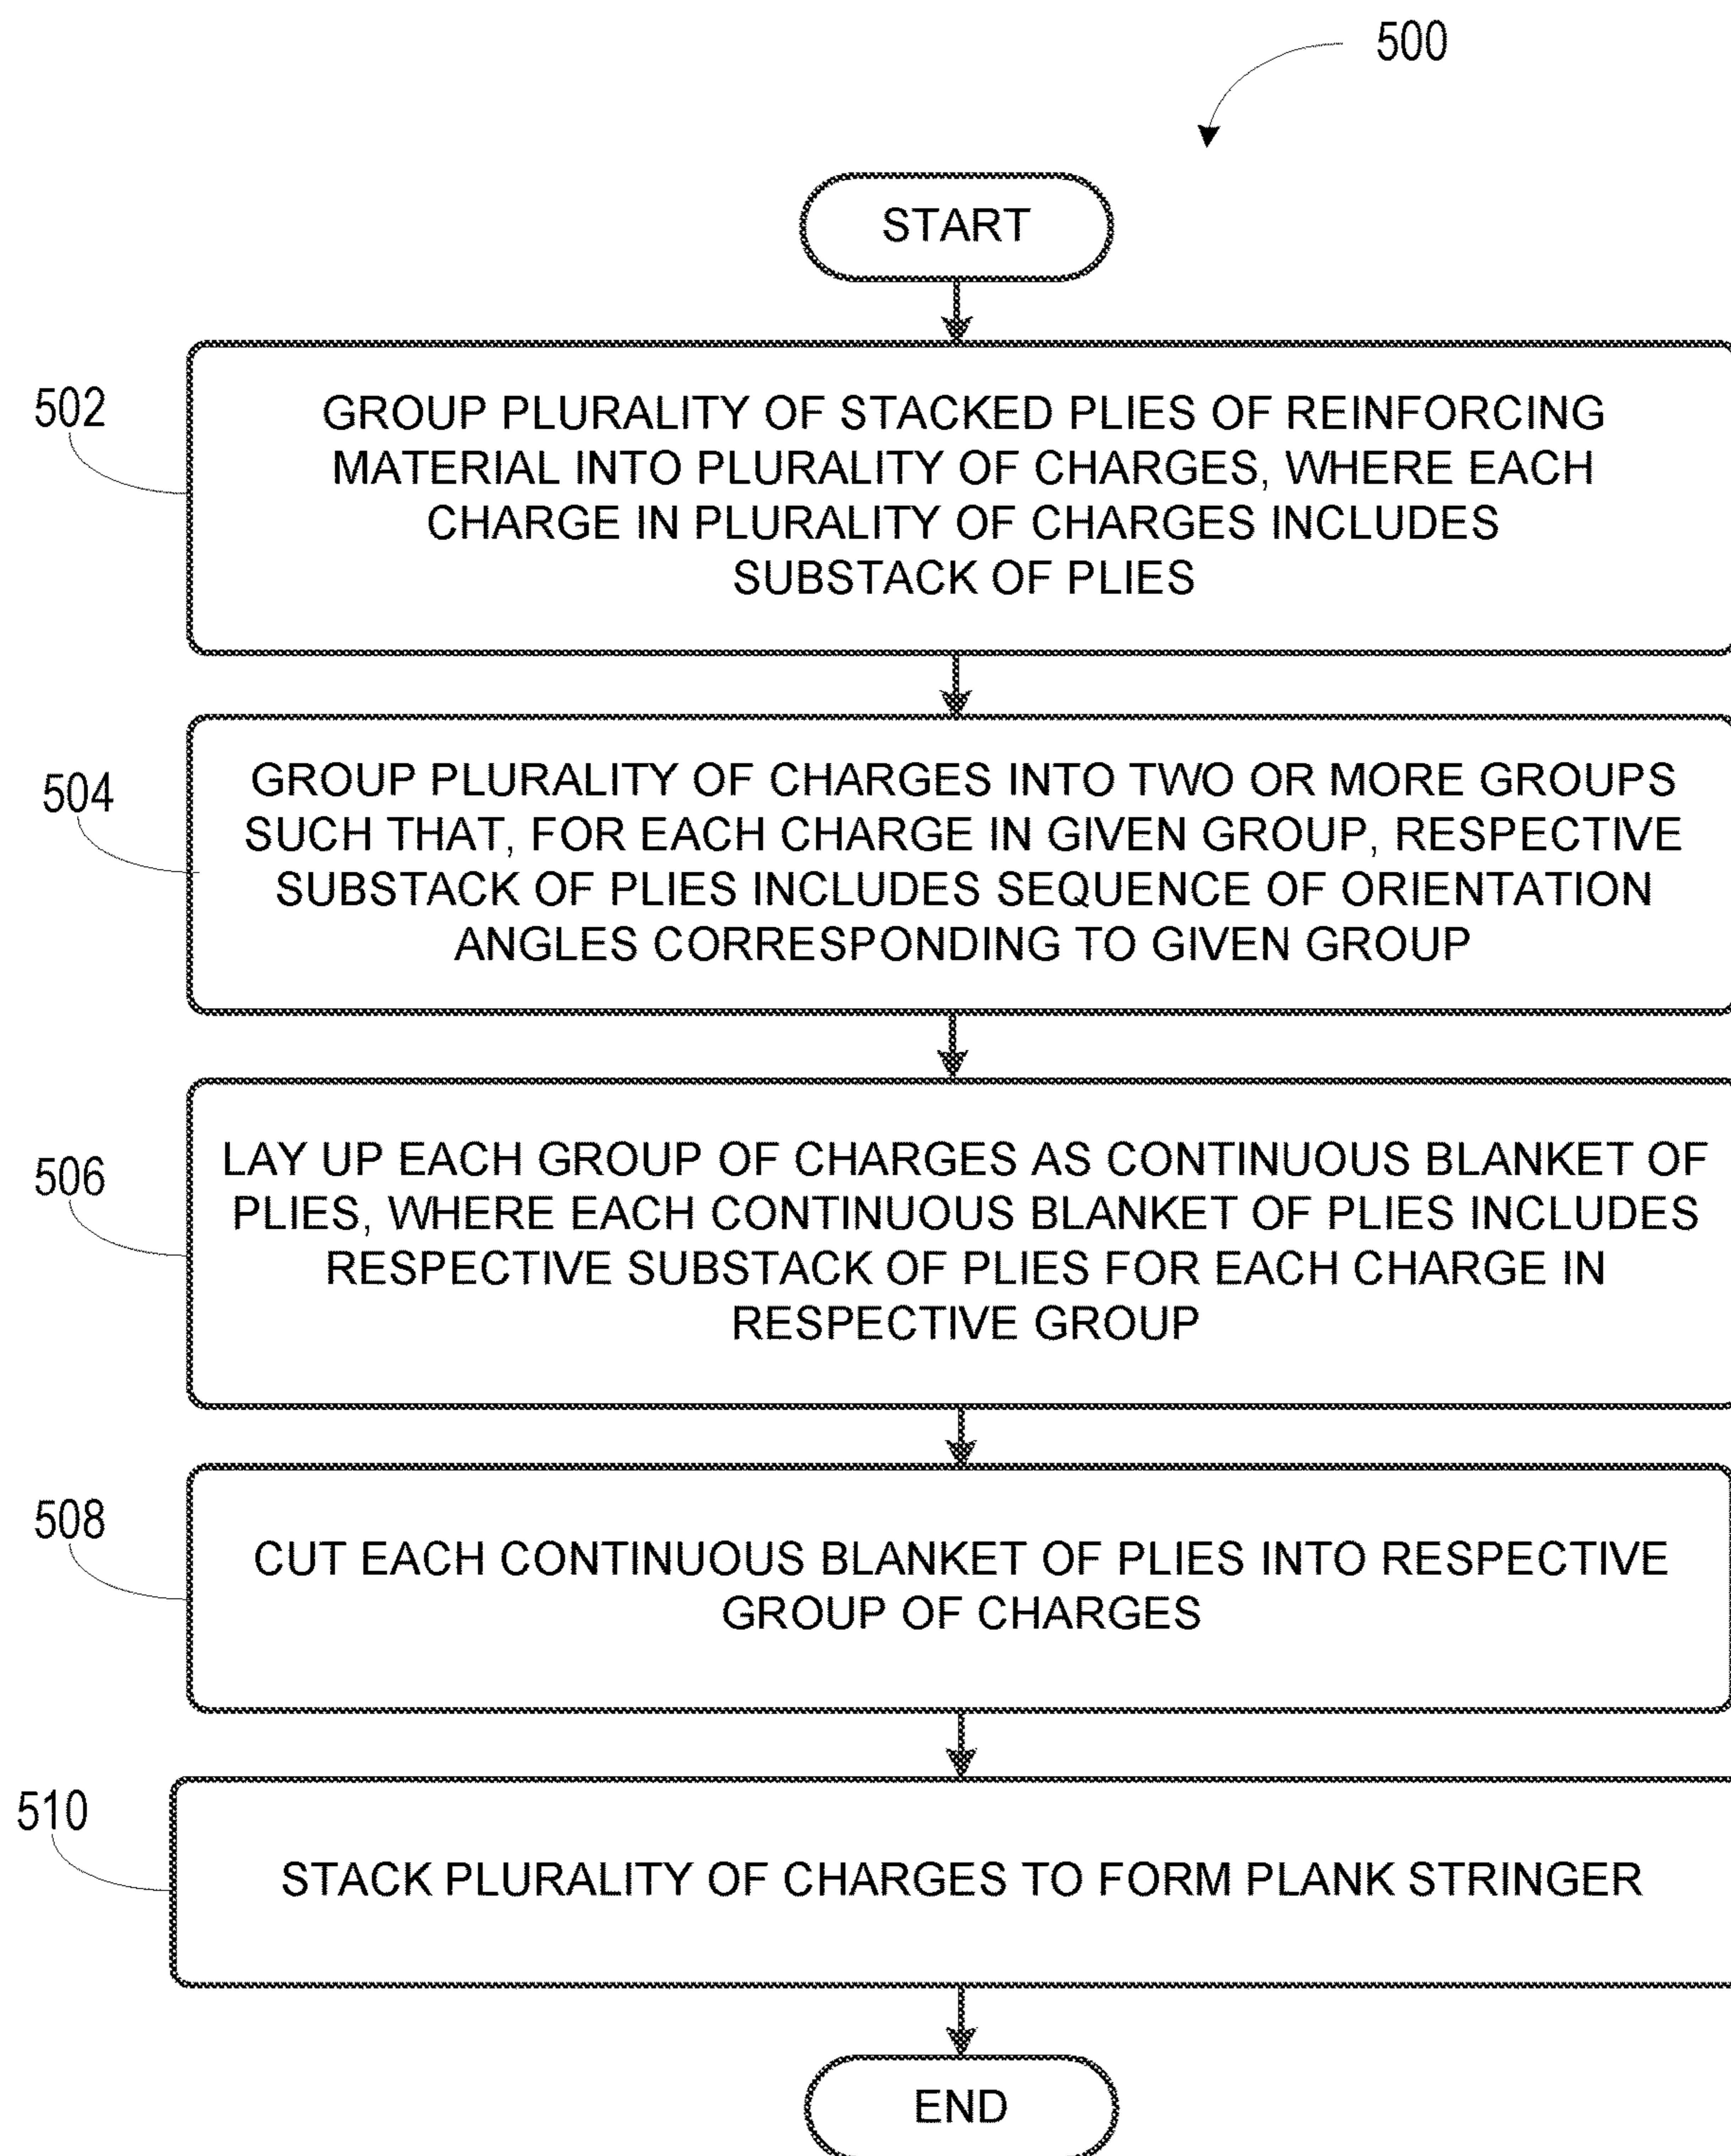 500
START
502
GROUP PLURALITY OF STACKED PLIES OF REINFORCING
MATERIAL INTO PLURALITY OF CHARGES, WHERE EACH
CHARGE IN PLURALITY OF CHARGES INCLUDES
SUBSTACK OF PLIES
504
GROUP PLURALITY OF CHARGES INTO TWO OR MORE GROUPS
SUCH THAT, FOR EACH CHARGE IN GIVEN GROUP, RESPECTIVE
SUBSTACK OF PLIES INCLUDES SEQUENCE OF ORIENTATION
ANGLES CORRESPONDING TO GIVEN GROUP
506
LAY UP EACH GROUP OF CHARGES AS CONTINUOUS BLANKET OF
PLIES, WHERE EACH CONTINUOUS BLANKET OF PLIES INCLUDES
RESPECTIVE SUBSTACK OF PLIES FOR EACH CHARGE IN
RESPECTIVE GROUP
508
CUT EACH CONTINUOUS BLANKET OF PLIES INTO RESPECTIVE
GROUP OF CHARGES
510
STACK PLURALITY OF CHARGES TO FORM PLANK STRINGER
END